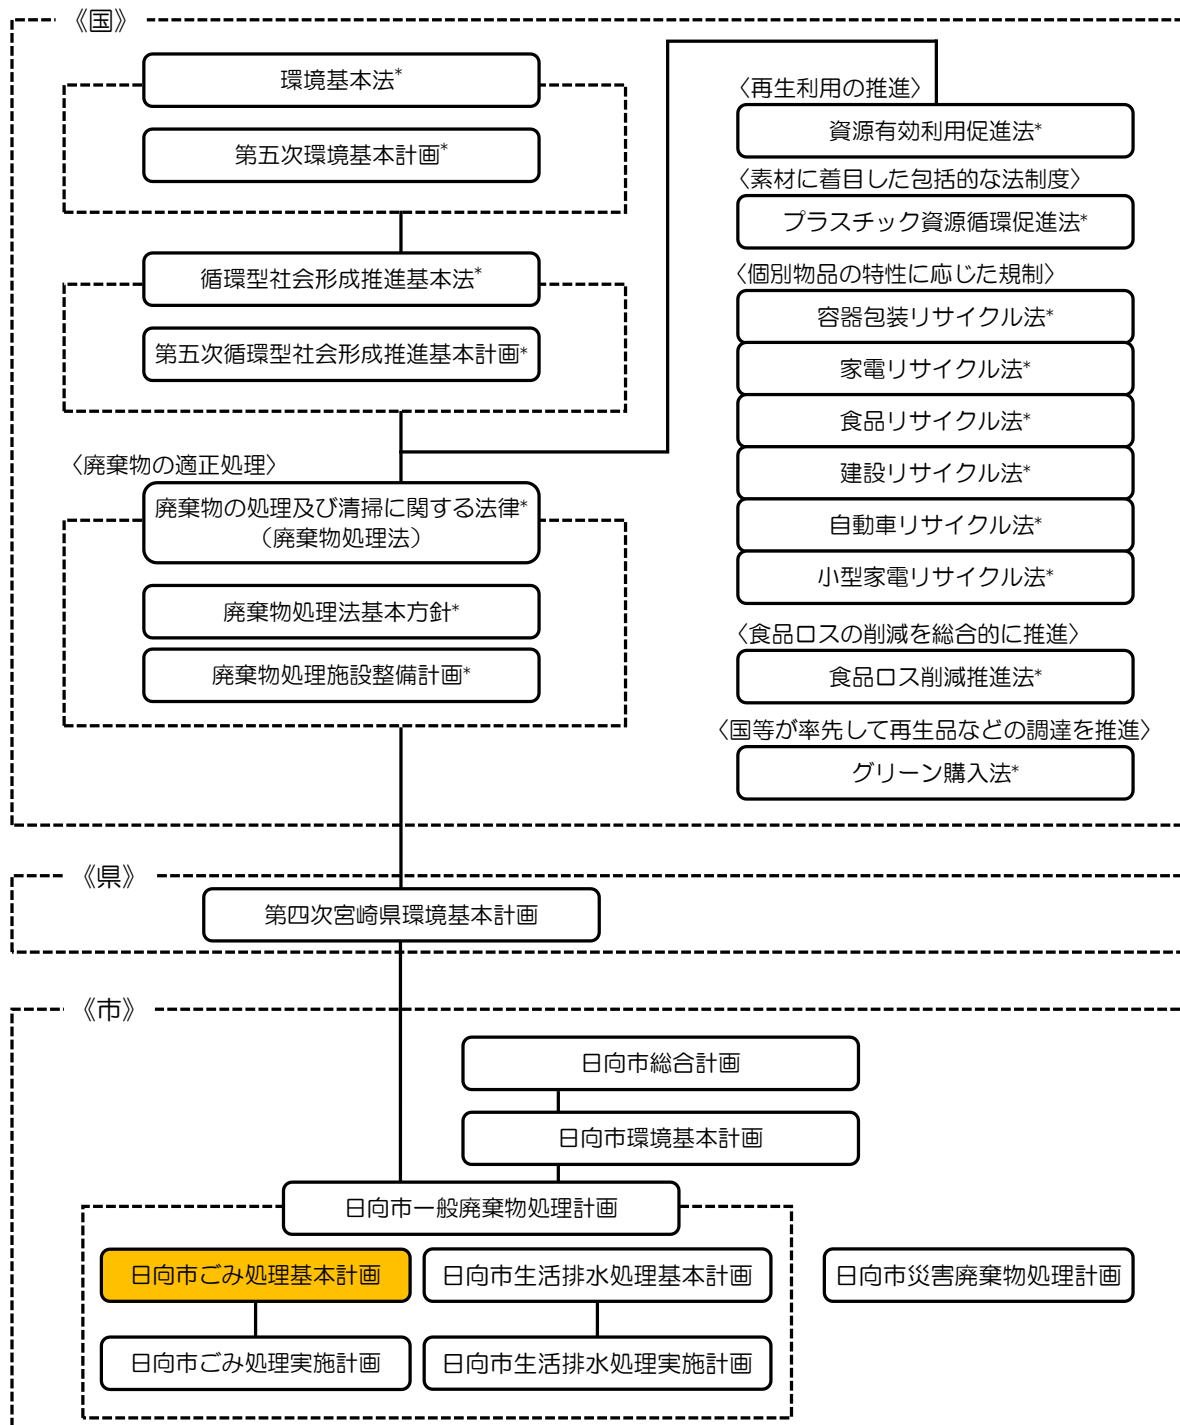 《国》
環境基本法*
第五次環境基本計画*
循環型社会形成推進基本法*
第五次循環型社会形成推進基本計画*
〈廃棄物の適正処理〉
廃棄物の処理及び清掃に関する法律*
（廃棄物処理法）
廃棄物処理法基本方針*
廃棄物処理施設整備計画*
〈再生利用の推進〉
資源有効利用促進法*
〈素材に着目した包括的な法制度〉
プラスチック資源循環促進法*
〈個別物品の特性に応じた規制〉
容器包装リサイクル法*
家電リサイクル法*
食品リサイクル法*
建設リサイクル法*
自動車リサイクル法*
小型家電リサイクル法*
〈食品ロスの削減を総合的に推進〉
食品ロス削減推進法*
〈国等が率先して再生品などの調達を推進〉
グリーン購入法*
《県》
第四次宮崎県環境基本計画
《市》
日向市総合計画
日向市環境基本計画
日向市一般廃棄物処理計画
日向市ごみ処理基本計画
日向市生活排水処理基本計画
日向市災害廃棄物処理計画
日向市ごみ処理実施計画
日向市生活排水処理実施計画